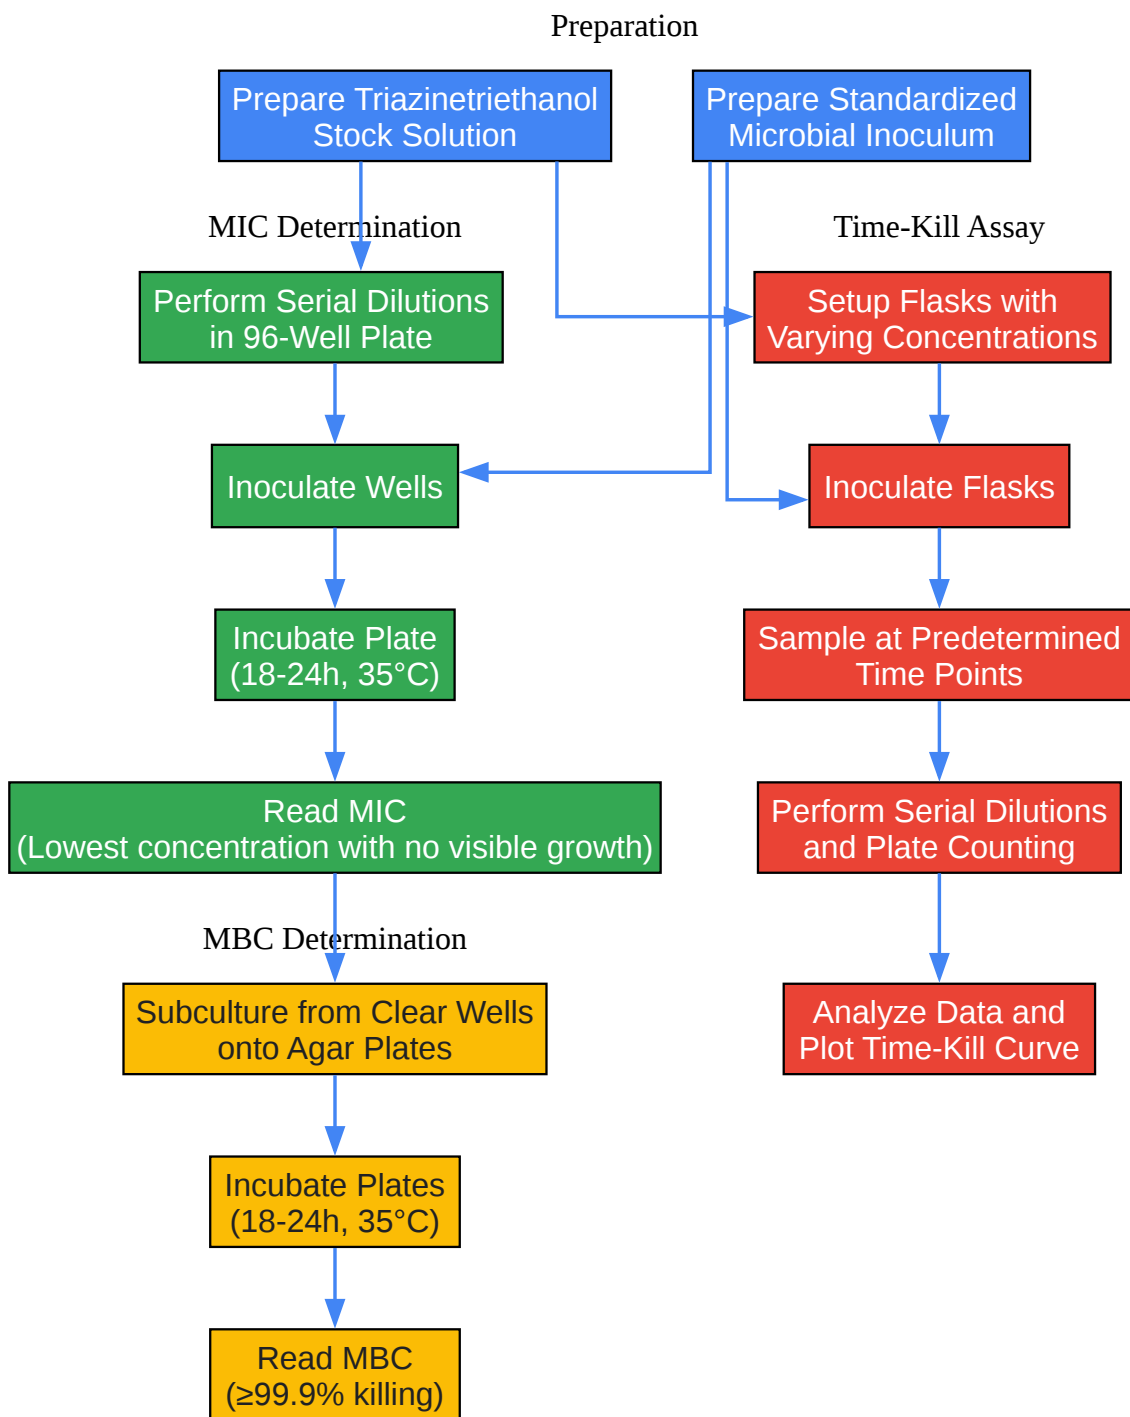 Preparation
Prepare Triazinetriethanol
Stock Solution
Prepare Standardized
Microbial Inoculum
MIC Determination
Time-Kill Assay
Perform Serial Dilutions
in 96-Well Plate
Setup Flasks with
Varying Concentrations
Inoculate Wells
Inoculate Flasks
Incubate Plate
(18-24h, 35°C)
Sample at Predetermined
Time Points
Read MIC
(Lowest concentration with no visible growth)
Perform Serial Dilutions
and Plate Counting
MBC Determination
Subculture from Clear Wells
onto Agar Plates
Analyze Data and
Plot Time-Kill Curve
Incubate Plates
(18-24h, 35°C)
Read MBC
(≥99.9% killing)